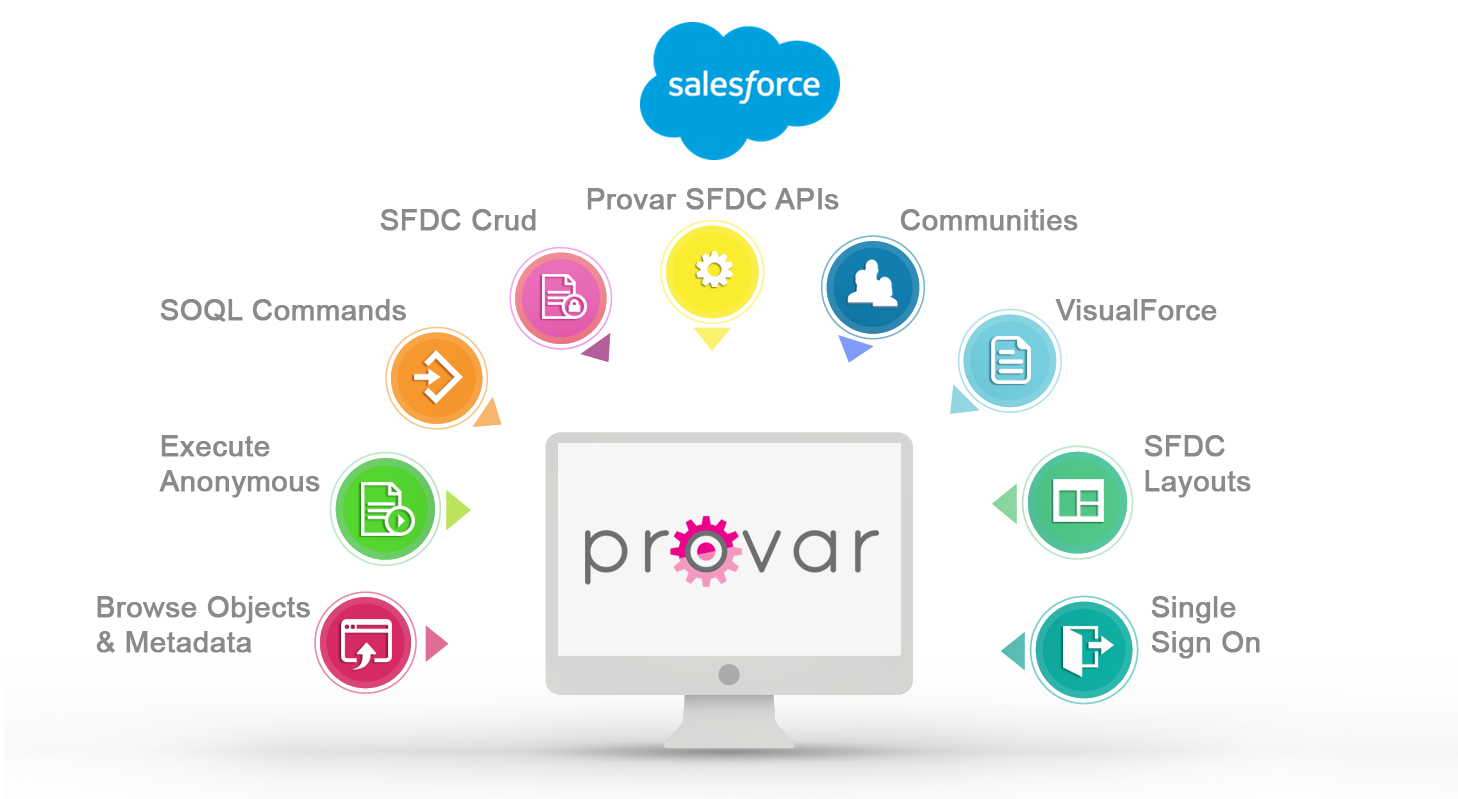 salesforce
Provar SFDC APIs
SFDC Crud
Communities
SOQL Commands
VisualForce
Execute
Anonymous
SFDC
Layouts
provar
Browse Objects
& Metadata
Single
Sign On